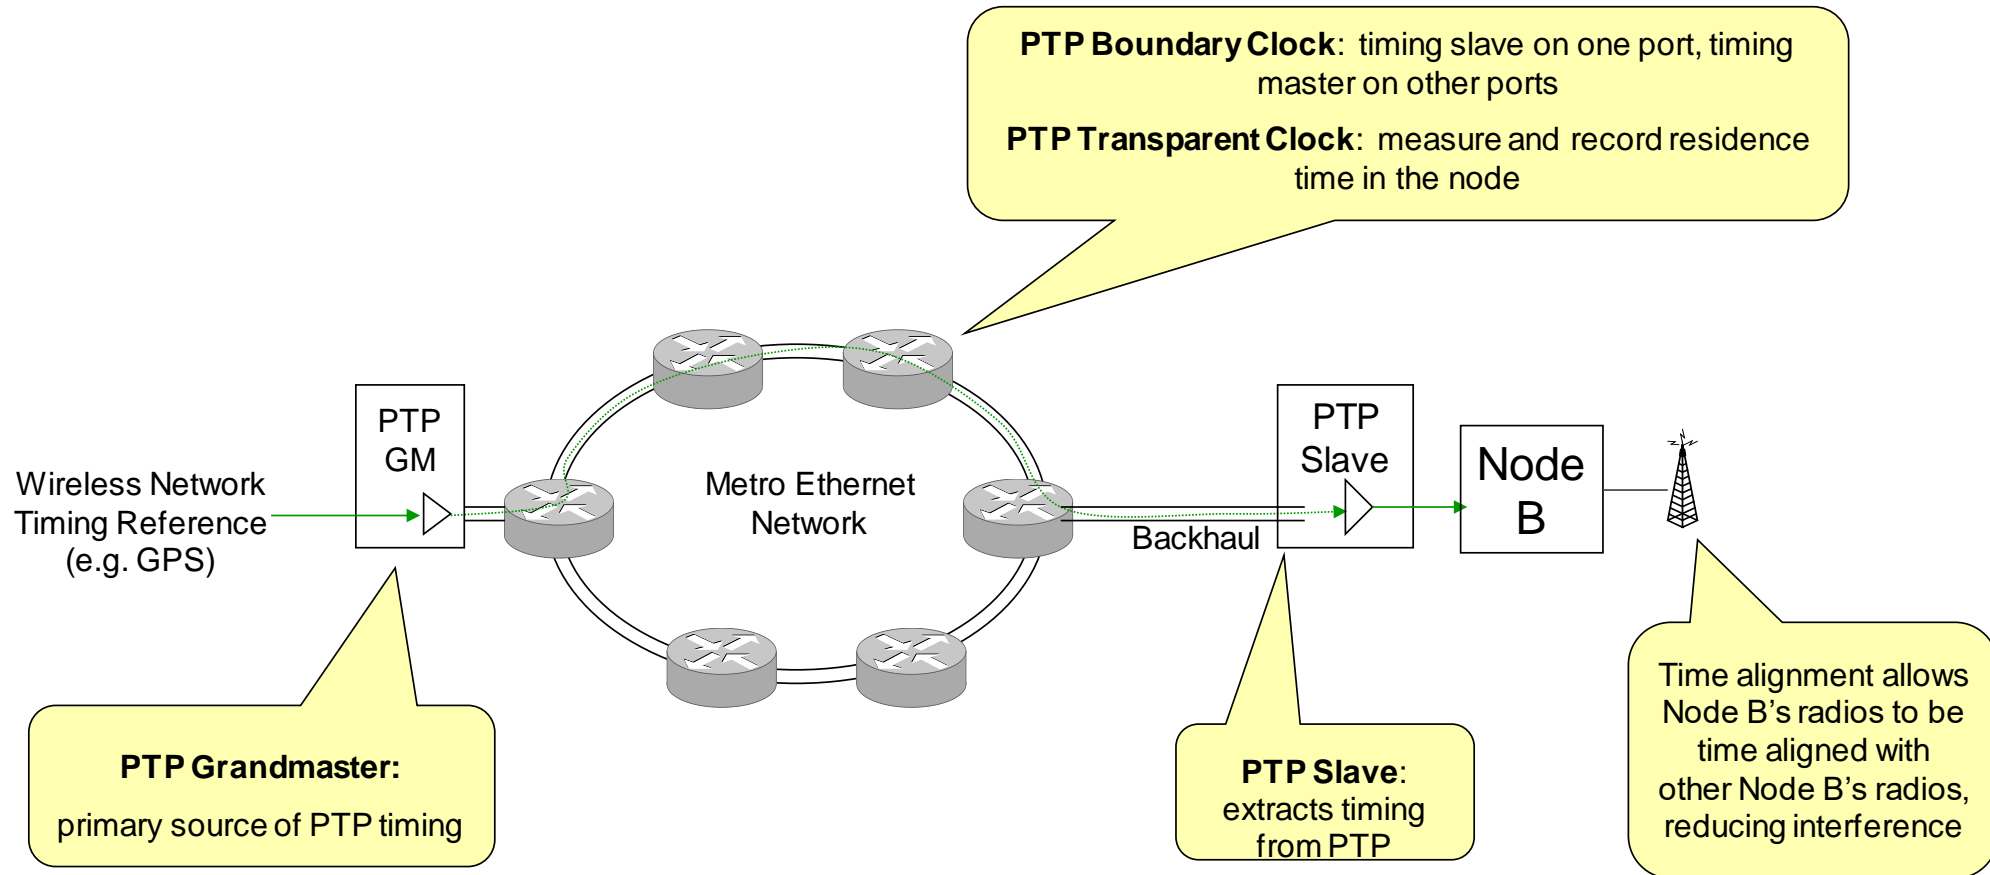 PTP Boundary Clock: timing slave on one port, timing
master on other ports
PTP Transparent Clock: measure and record residence
time in the node
PTP
GM
Wireless Network
Timing Reference
(e.g. GPS)
Metro Ethernet
Network
Backhaul
PTP
Slave
Node
B
PTP Grandmaster:
primary source of PTP timing
PTP Slave:
extracts timing
from PTP
Time alignment allows
Node B's radios to be
time aligned with
other Node B's radios,
reducing interference